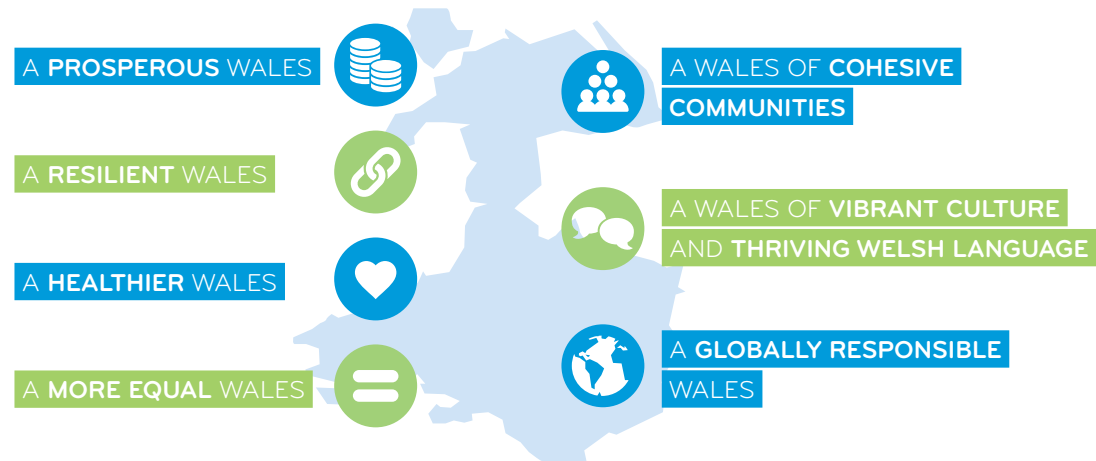 A PROSPEROUS WALES
A RESILIENT WALES
A HEALTHIER WALES
A MORE EQUAL WALES
A WALES OF COHESIVE
COMMUNITIES
A WALES OF VIBRANT CULTURE
AND THRIVING WELSH LANGUAGE
A GLOBALLY RESPONSIBLE
WALES